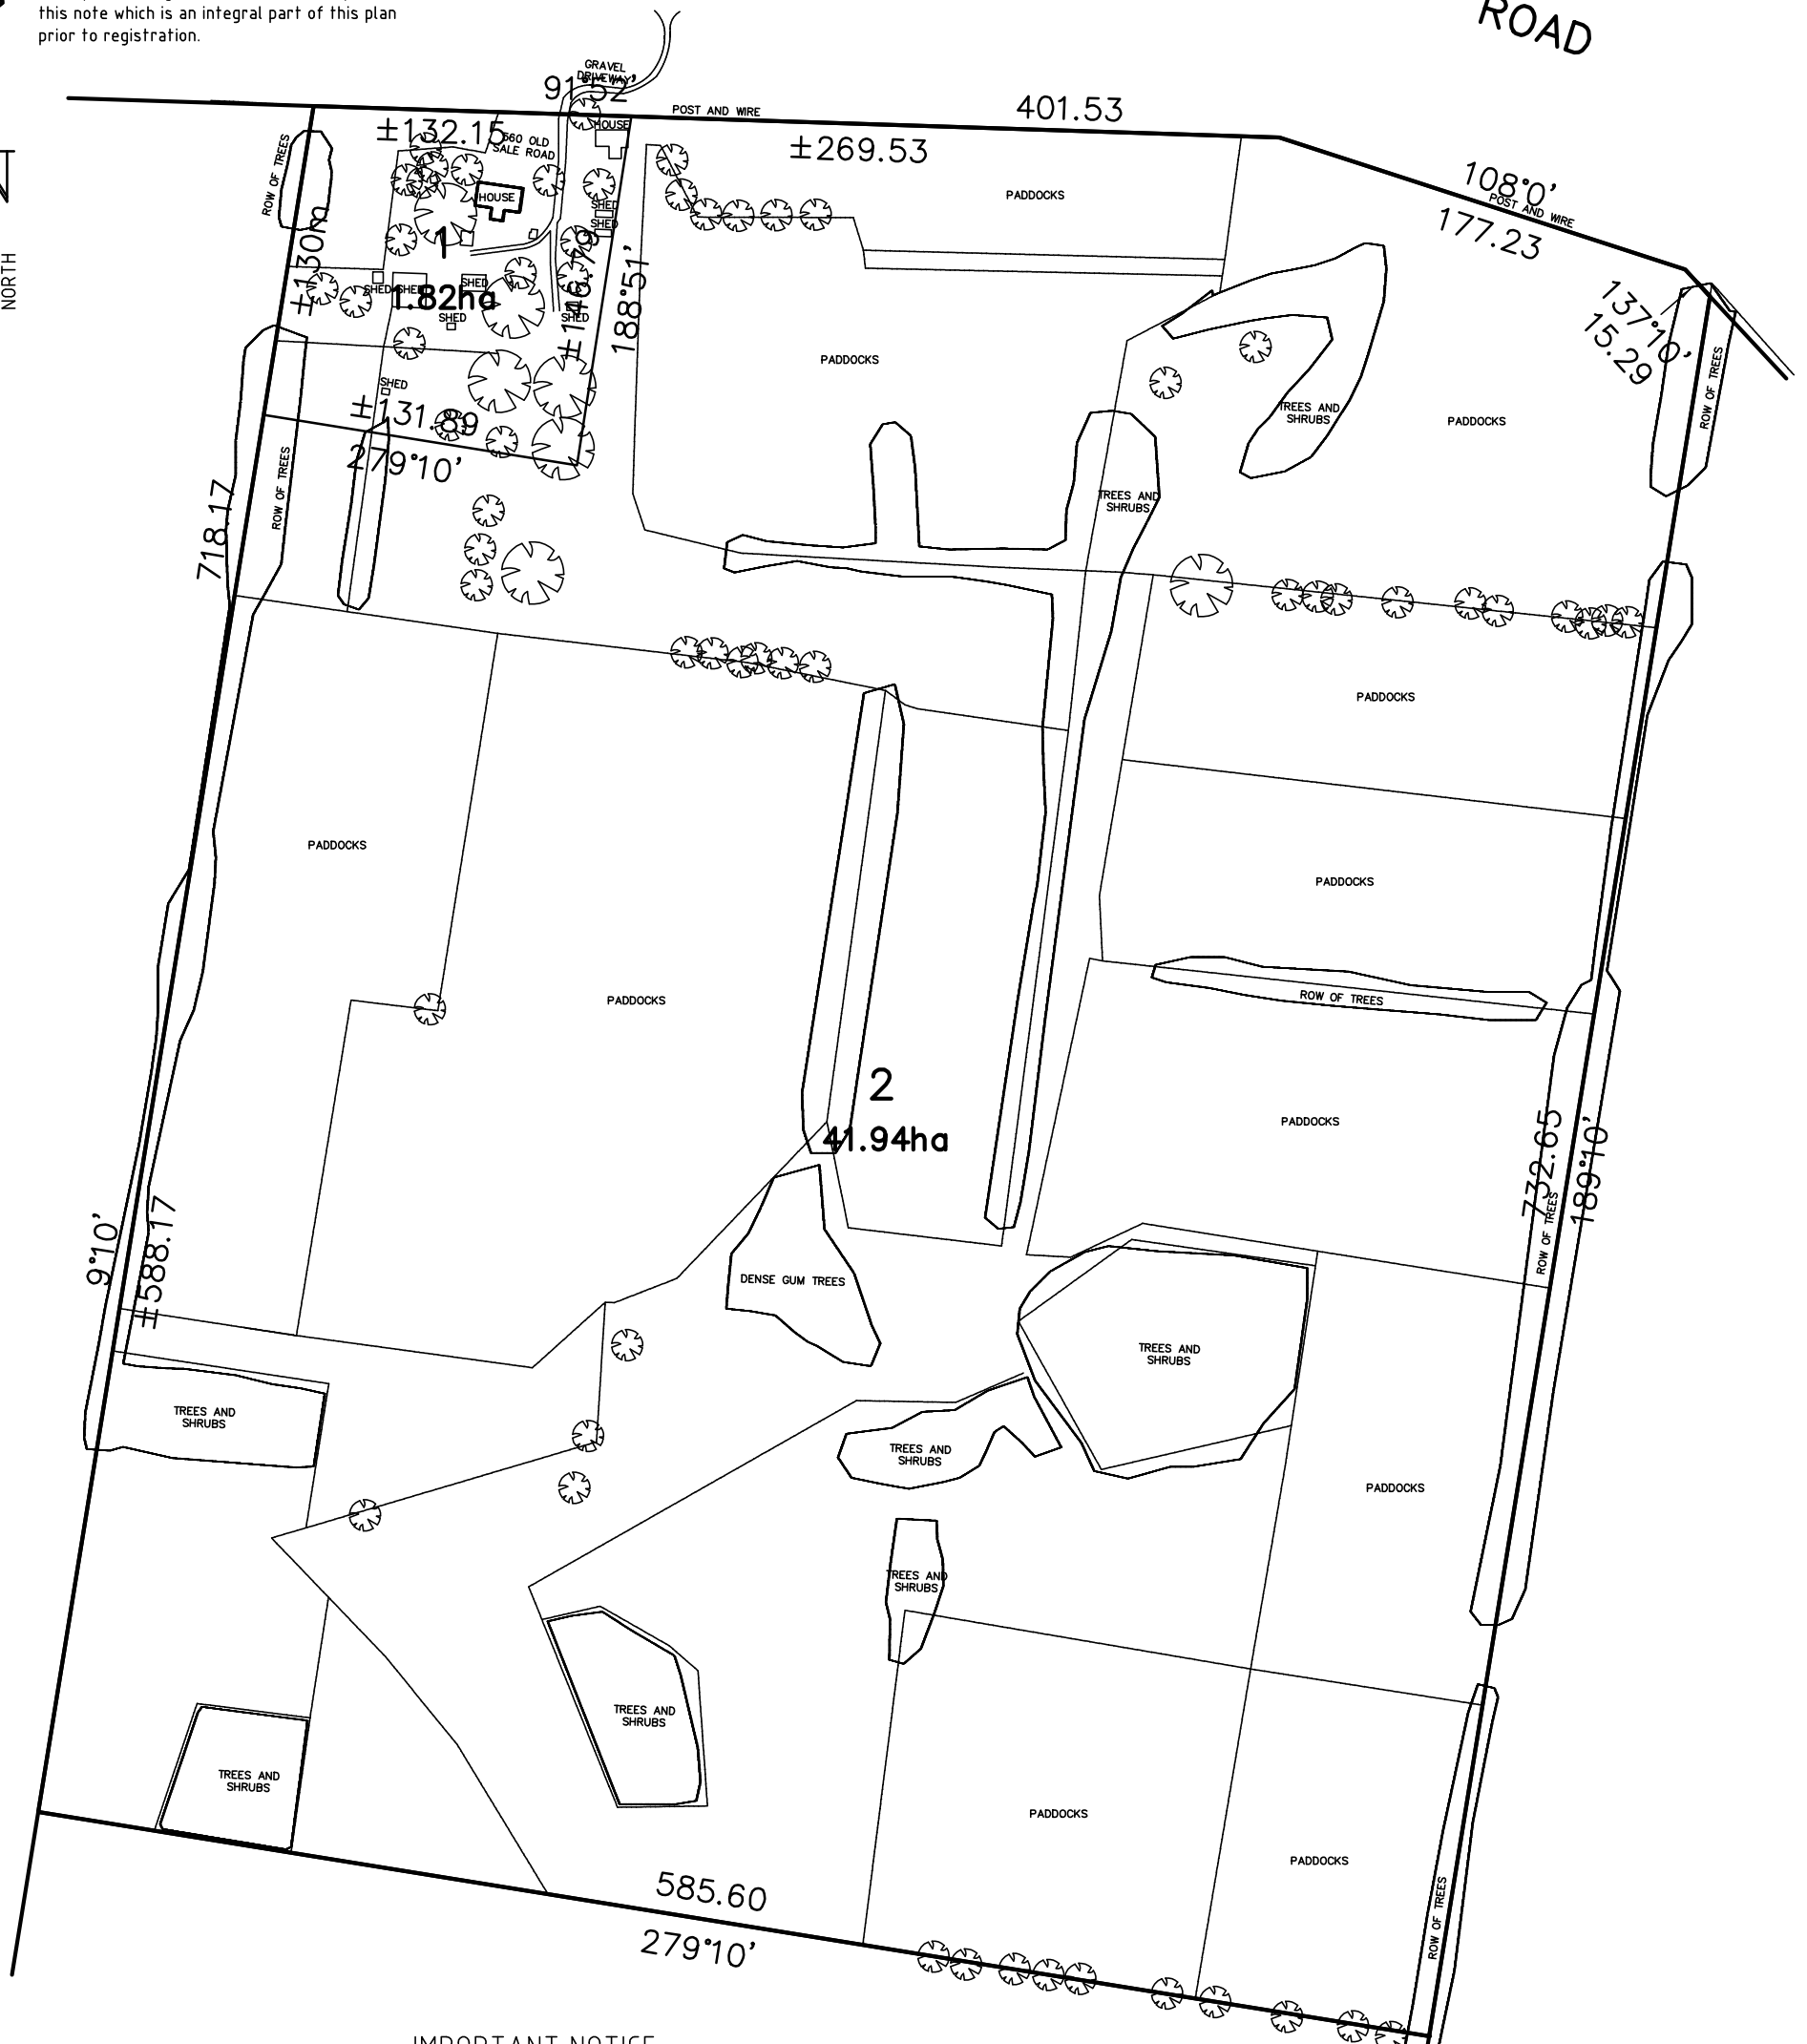 this note which is an integral part of this plan
prior to registration.
ROAD
NORTH
GRAVEL
DRIVEWAY
91°52'
POST AND WIRE
401.53
±132.15
±269.53
560 OLD
SALE ROAD
HOUSE
ROW OF TREES
HOUSE
PADDOCKS
108°0'
POST AND WIRE
177.23
SHED
SHED
1
±130m
SHED
SHED
SHED
1.82ha
SHED
SHED
±146.79
188°51'
137°10'
15.29
ROW OF TREES
PADDOCKS
SHED
±131.89
279°10'
TREES AND
SHRUBS
PADDOCKS
718.17
ROW OF TREES
TREES AND
SHRUBS
PADDOCKS
PADDOCKS
PADDOCKS
PADDOCKS
ROW OF TREES
2
41.94ha
PADDOCKS
732.65
189°10'
ROW OF TREES
9°10'
±588.17
DENSE GUM TREES
TREES AND
SHRUBS
TREES AND
SHRUBS
TREES AND
SHRUBS
PADDOCKS
TREES AND
SHRUBS
TREES AND
SHRUBS
TREES AND
SHRUBS
PADDOCKS
PADDOCKS
585.60
279°10'
ROW OF TREES
IMPORTANT NOTICE